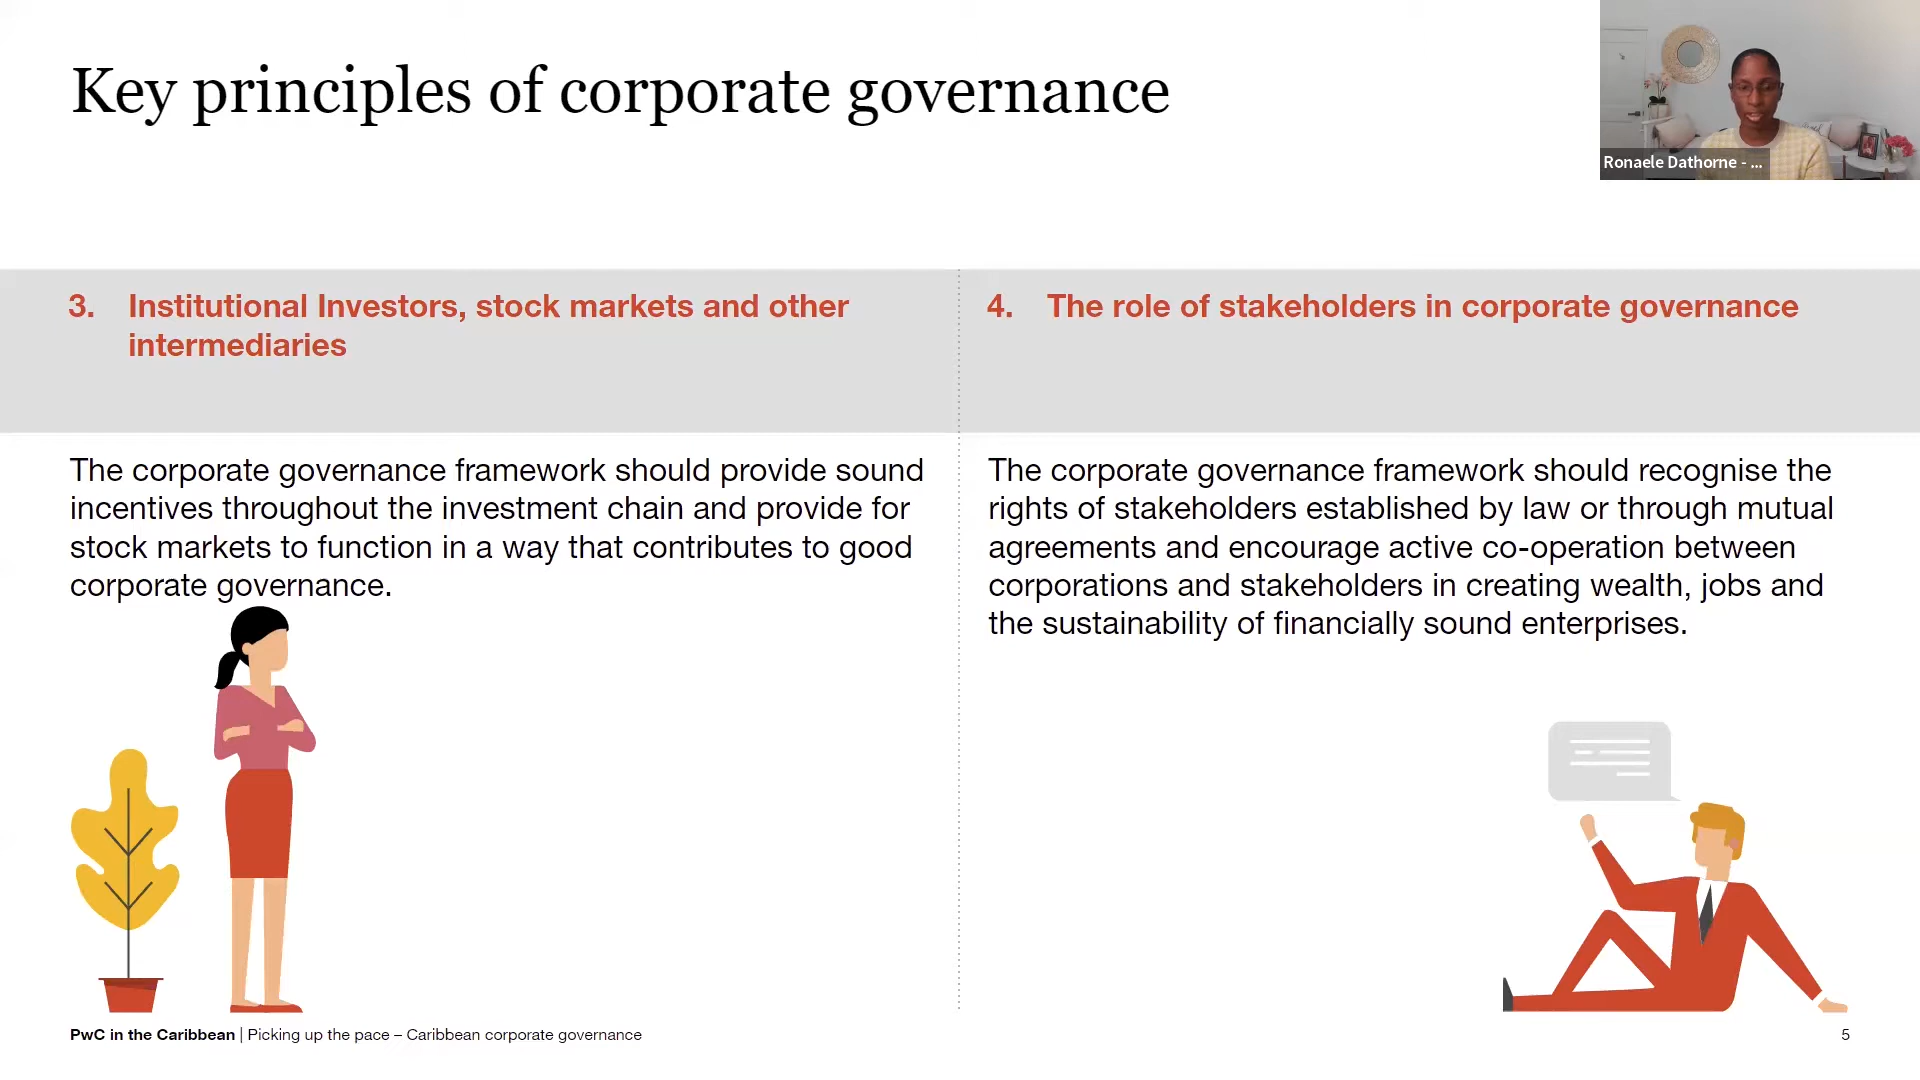 Key principles of corporate governance
Ronaele Dathorne - ...
3. Institutional Investors, stock markets and other
intermediaries
The corporate governance framework should provide sound
incentives throughout the investment chain and provide for
stock markets to function in a way that contributes to good
corporate governance.
4. The role of stakeholders in corporate governance
The corporate governance framework should recognise the
rights of stakeholders established by law or through mutual
agreements and encourage active co-operation between
corporations and stakeholders in creating wealth, jobs and
the sustainability of financially sound enterprises.
PwC in the Caribbean | Picking up the pace – Caribbean corporate governance
5